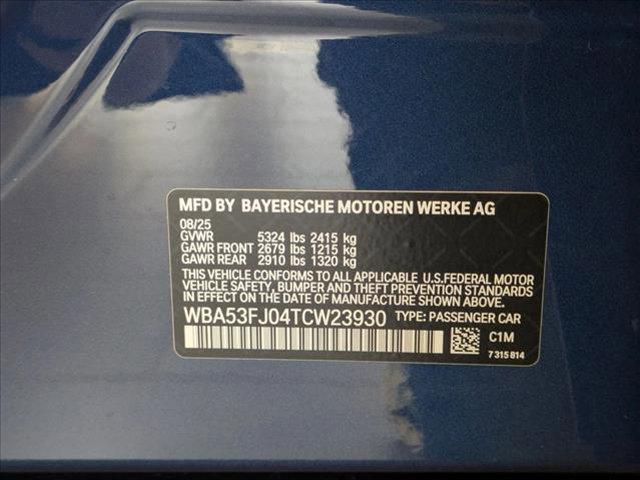 MFD BY BAYERISCHE MOTOREN WERKE AG
08/25
GVWR 5324 lbs 2415 kg
GAWR FRONT 2679 lbs 1215 kg
GAWR REAR 2910 lbs 1320 kg
THIS VEHICLE CONFORMS TO ALL APPLICABLE U.S.FEDERAL MOTOR
VEHICLE SAFETY, BUMPER, AND THEFT PREVENTION STANDARDS
IN EFFECT ON THE DATE OF MANUFACTURE SHOWN ABOVE.
WBA53FJ04TCW23930 TYPE: PASSENGER CAR
C1M
7 315 814